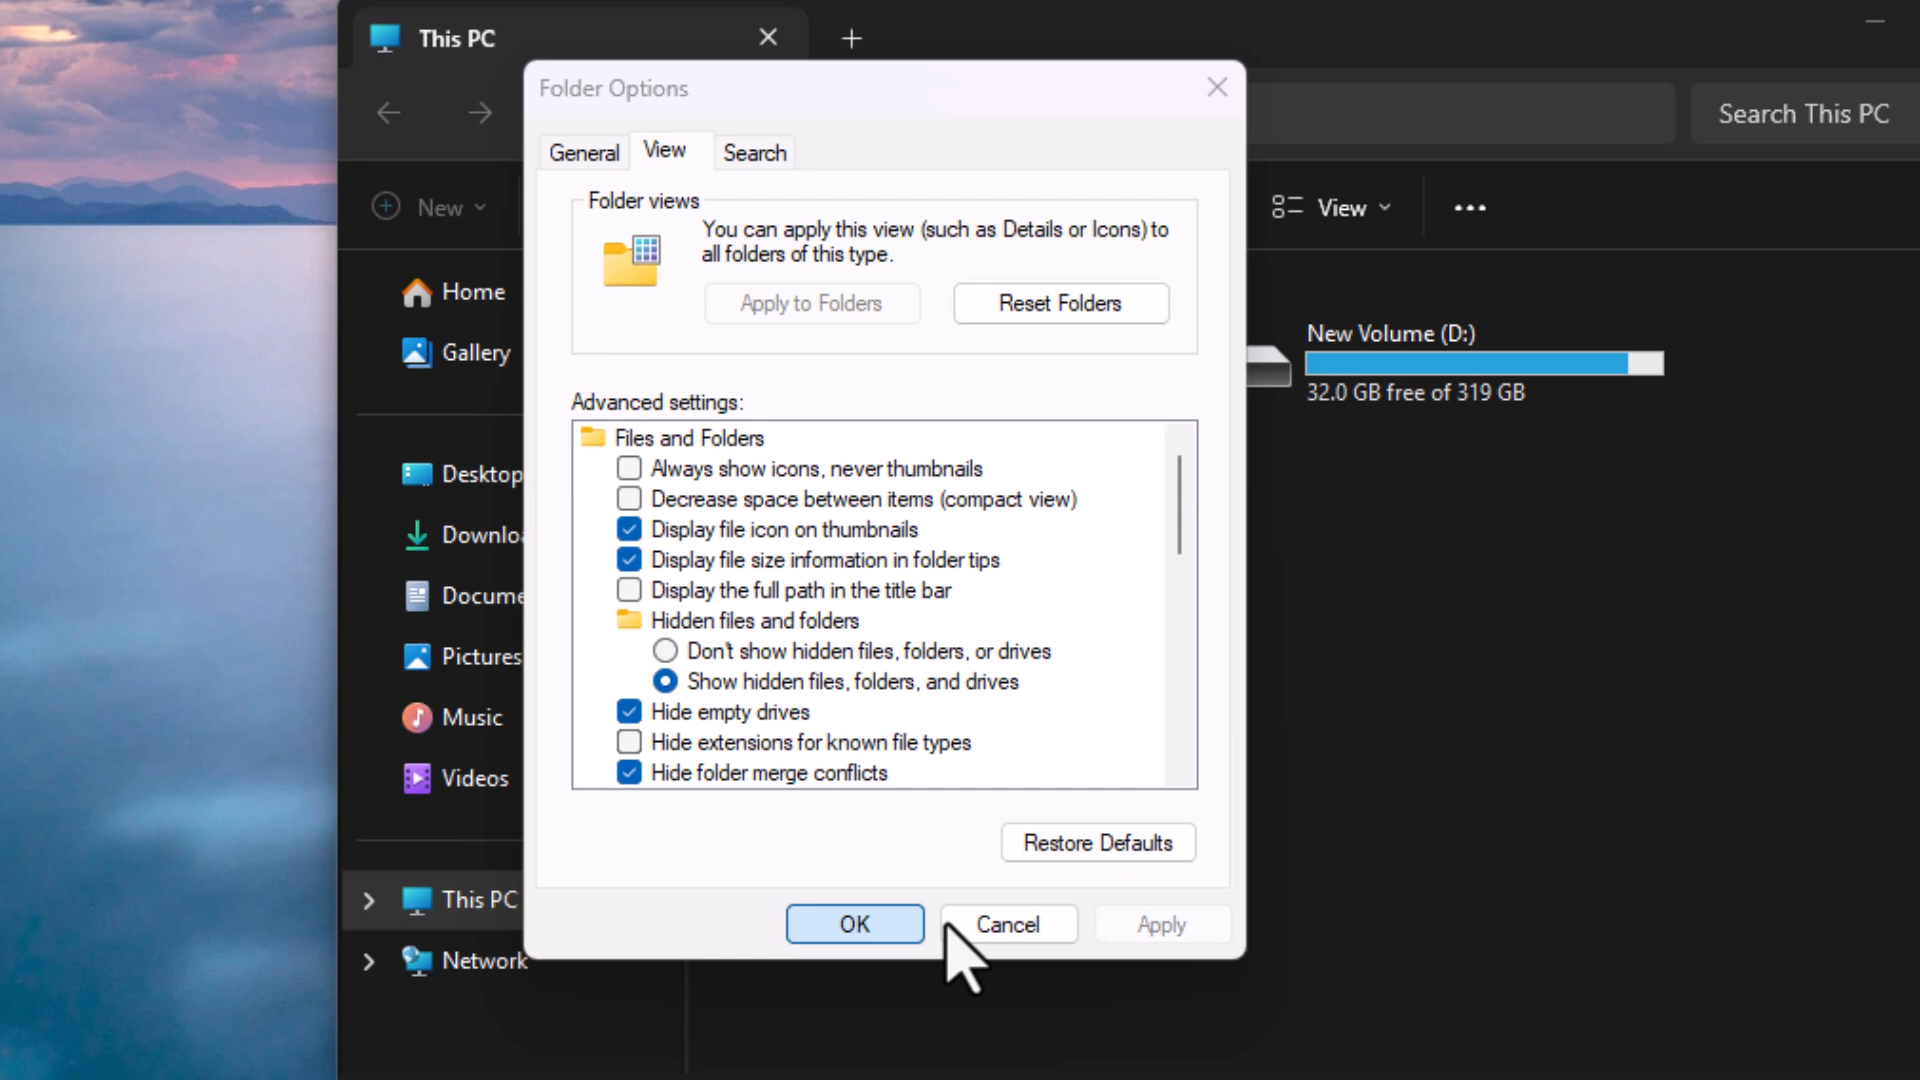 This PC
Search This PC
New
View
Home
Gallery
Desktop
Downloa
Docume
Pictures
Music
Videos
This PC
Network
Folder Options
General
View
Search
Folder views
You can apply this view (such as Details or Icons) to
all folders of this type.
Apply to Folders
Reset Folders
Advanced settings:
Files and Folders
Always show icons, never thumbnails
Decrease space between items (compact view)
Display file icon on thumbnails
Display file size information in folder tips
Display the full path in the title bar
Hidden files and folders
Don't show hidden files, folders, or drives
Show hidden files, folders, and drives
Hide empty drives
Hide extensions for known file types
Hide folder merge conflicts
Restore Defaults
OK
Cancel
Apply
New Volume (D:)
32.0 GB free of 319 GB